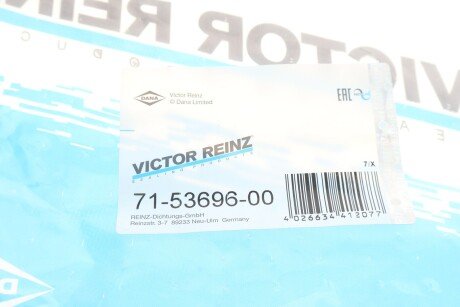 VICTOR REINZ
DANA
Victor Reinz
© Dana Limited
EAC
VICTOR REINZ
71-53696-00
7/X
REINZ-Dichtungs-GmbH
Reinzstr. 3-7 89233 Neu-Ulm Germany
4 026634 412077